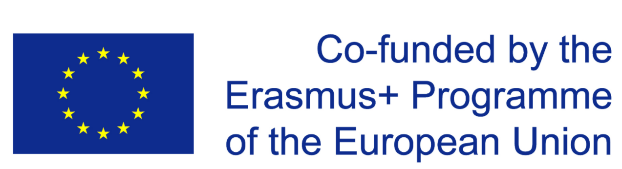 Co-funded by the
Erasmus+ Programme
of the European Union